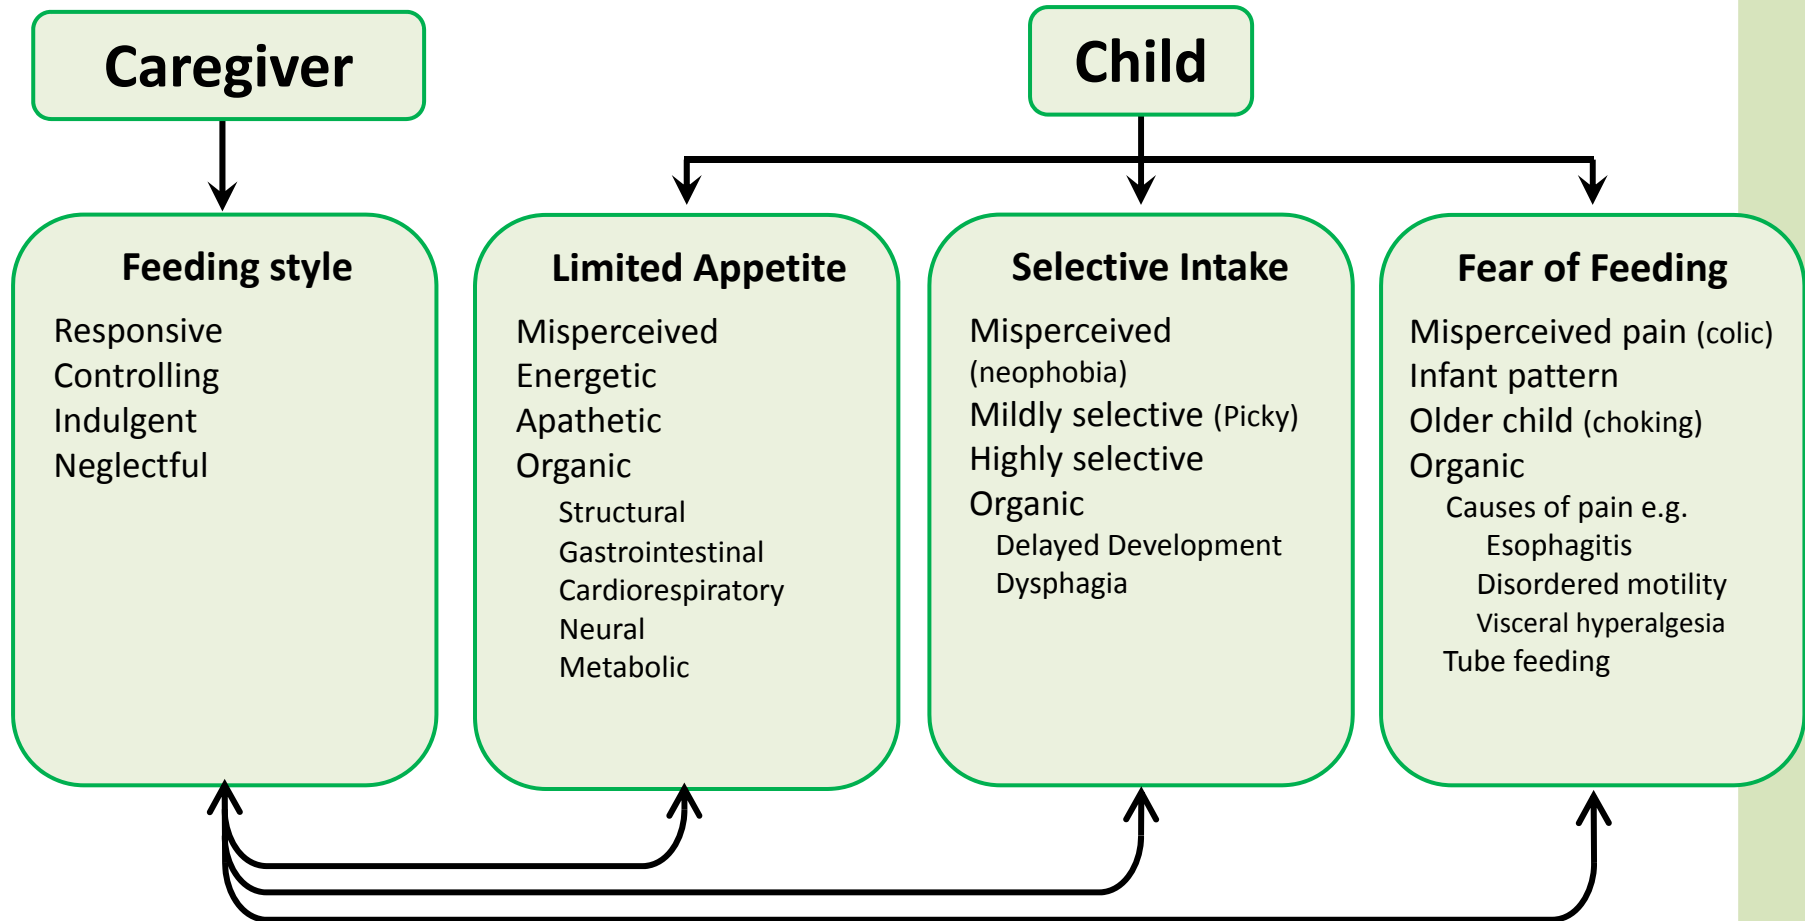 Caregiver
Child
Feeding style
Responsive
Controlling
Indulgent
Neglectful
Limited Appetite
Misperceived
Energetic
Apathetic
Organic
Structural
Gastrointestinal
Cardiorespiratory
Neural
Metabolic
Selective Intake
Misperceived
(neophobia)
Mildly selective (Picky)
Highly selective
Organic
Delayed Development
Dysphagia
Fear of Feeding
Misperceived pain (colic)
Infant pattern
Older child (choking)
Organic
Causes of pain e.g.
Esophagitis
Disordered motility
Visceral hyperalgesia
Tube feeding